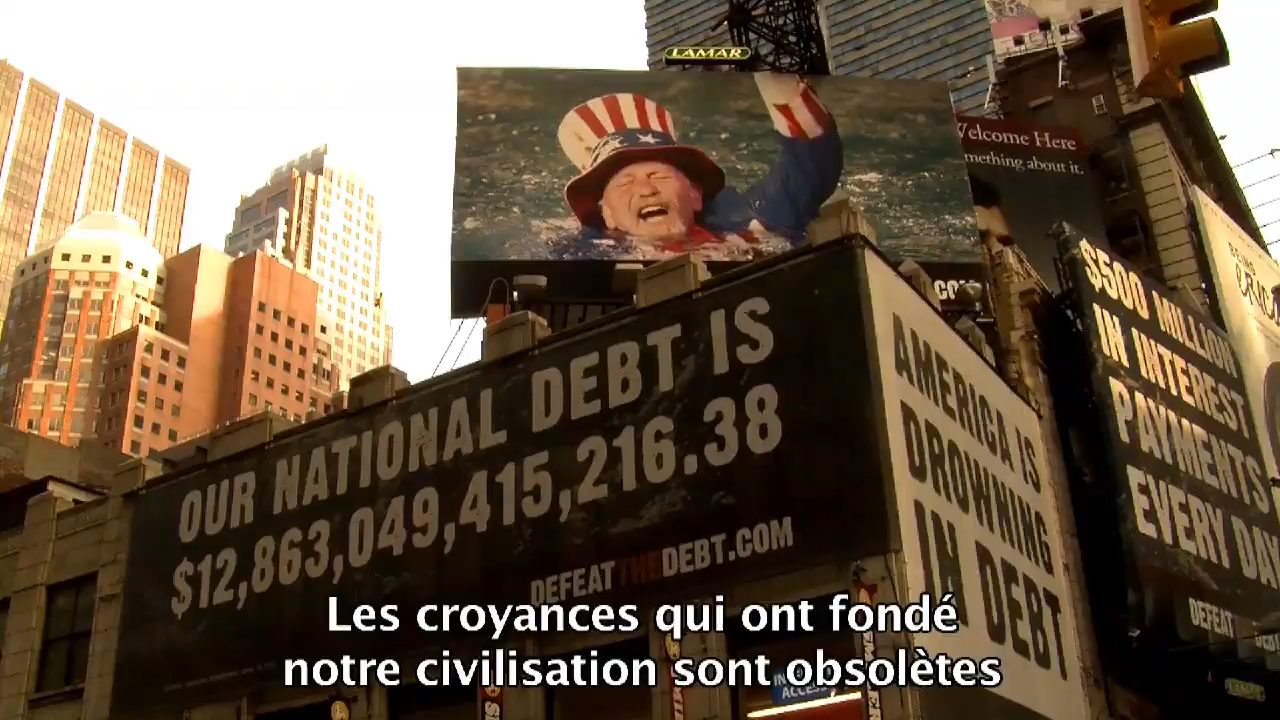 LAMAR
Welcome Here
mething about it.
OUR NATIONAL DEBT IS
$12,863,049,415,216.38
DEFEATTHEDEBT.COM
AMERICA IS
DROWNING
IN DEBT
$500 MILLION
IN INTEREST
PAYMENTS
EVERY DAY
DEFEAT
Les croyances qui ont fondé
notre civilisation sont obsolètes